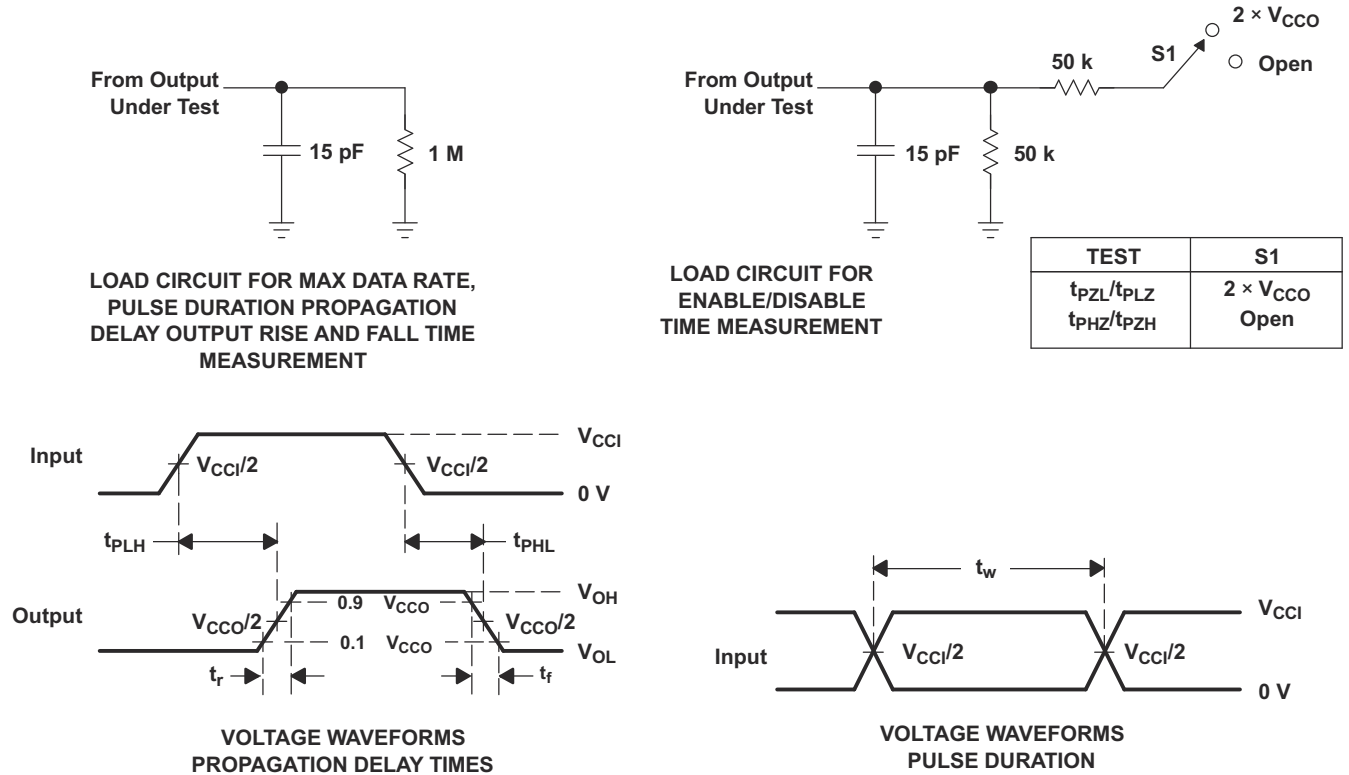 From Output
Under Test
15 pF
1 M
LOAD CIRCUIT FOR MAX DATA RATE,
PULSE DURATION PROPAGATION
DELAY OUTPUT RISE AND FALL TIME
MEASUREMENT
From Output
Under Test
15 pF
50 k
50 k
S1
2 × VCCO
Open
LOAD CIRCUIT FOR
ENABLE/DISABLE
TIME MEASUREMENT
TEST S1
tPZL/tPLZ 2 × VCCO
tPHZ/tPZH Open
Input
VCCI/2 VCCI/2
VCCI
0 V
tPLH tPHL
Output
VCCO/2 VCCO/2
0.9 VCCO
0.1 VCCO
VOH
VOL
tr tf
VOLTAGE WAVEFORMS
PROPAGATION DELAY TIMES
tw
Input
VCCI/2 VCCI/2
VCCI
0 V
VOLTAGE WAVEFORMS
PULSE DURATION